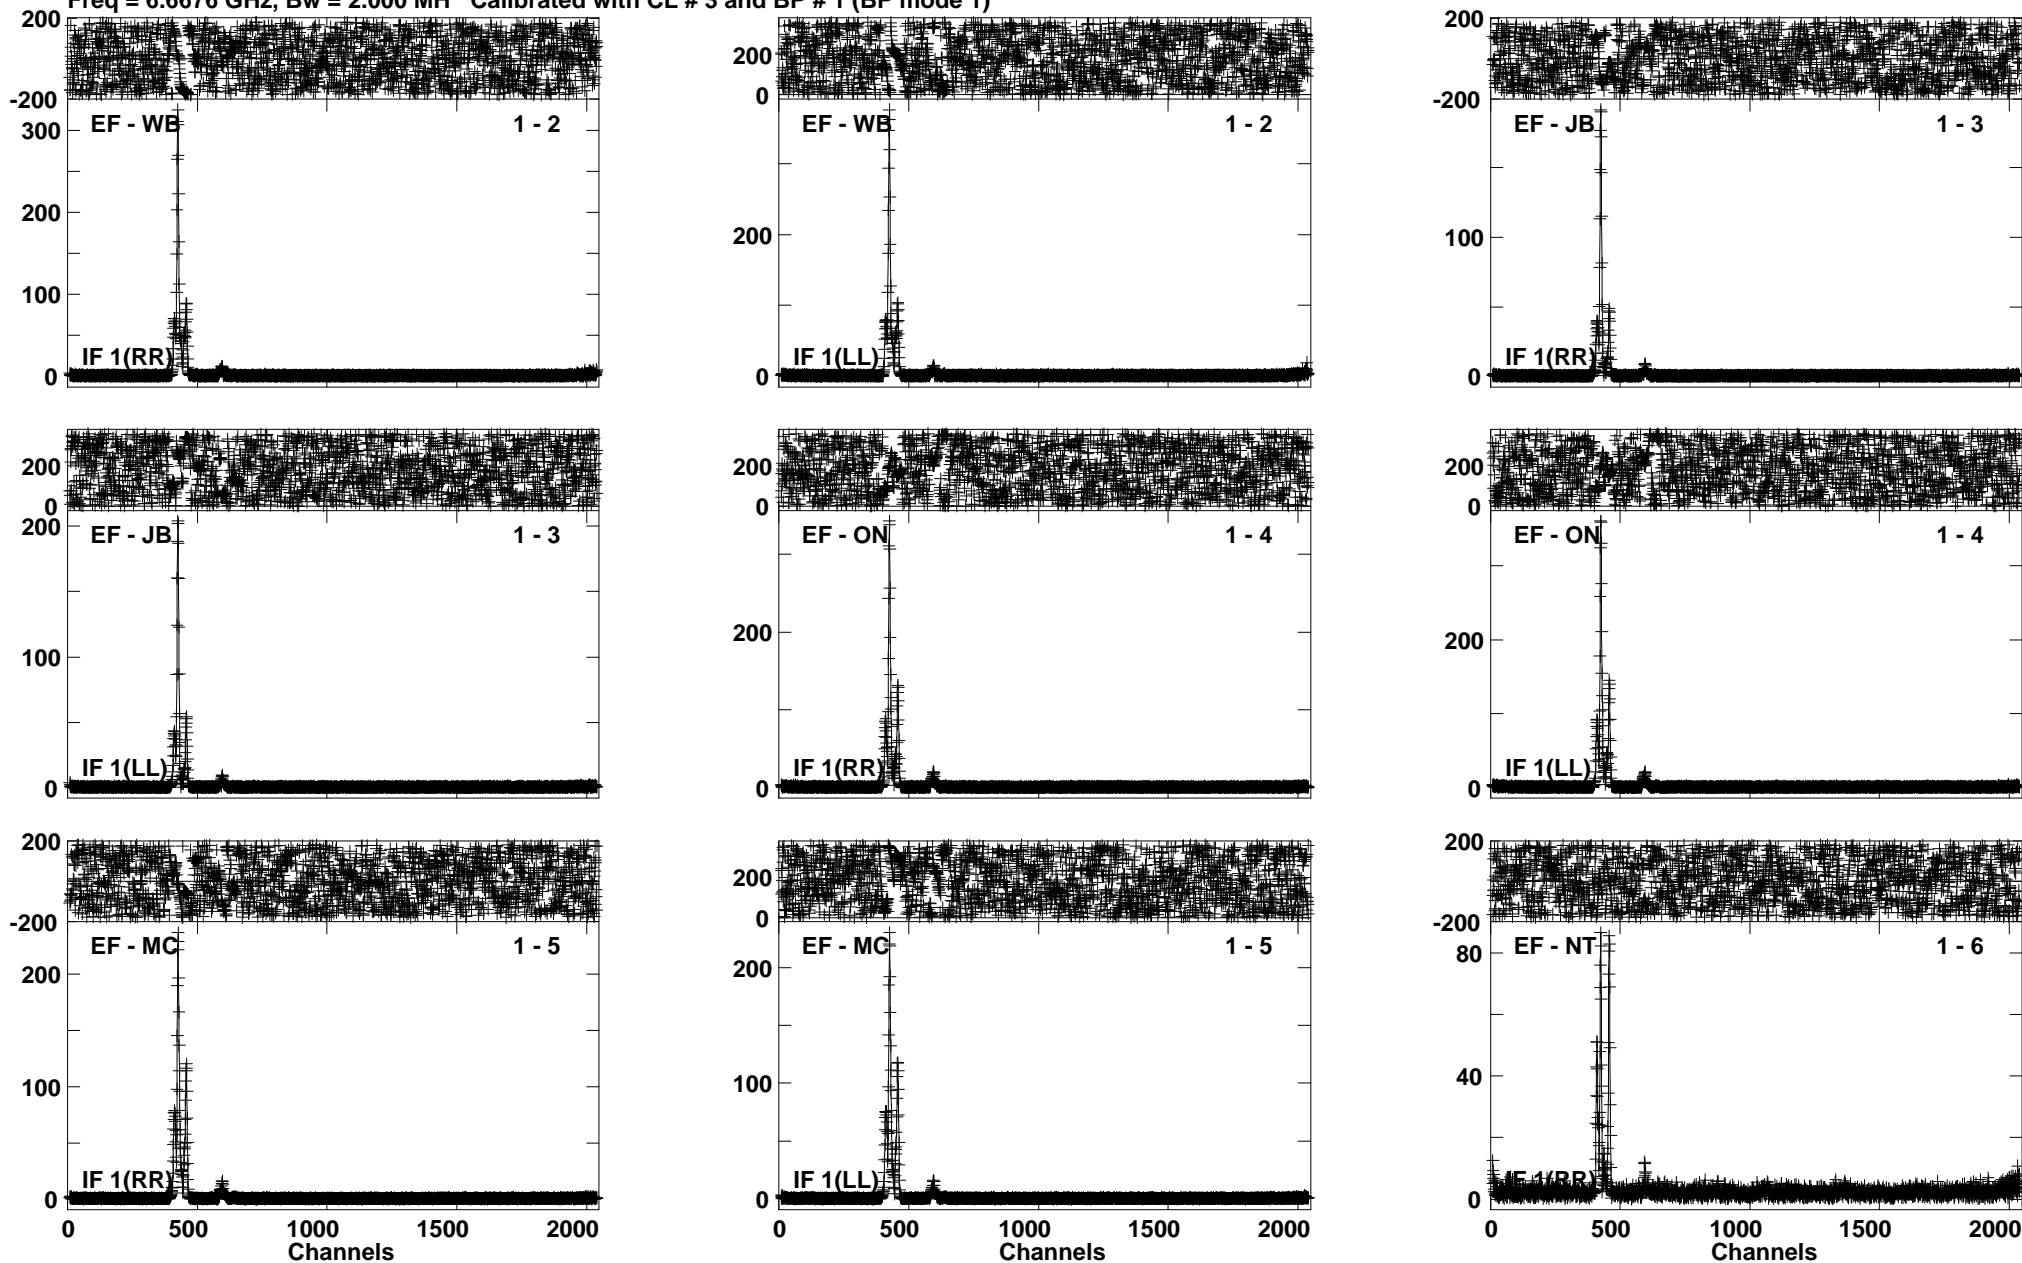 Freq = 6.6676 GHz, Bw = 2.000 MH Calibrated with CL # 3 and BP # 1 (BP mode 1)
200
-200
300
200
100
0
EF - WB 1 - 2
IF 1(RR)
200
0
200
0
EF - WB 1 - 2
IF 1(LL)
200
-200
100
0
EF - JB 1 - 3
IF 1(RR)
200
0
200
100
0
EF - JB 1 - 3
IF 1(LL)
200
0
200
0
EF - ON 1 - 4
IF 1(RR)
200
0
200
0
EF - ON 1 - 4
IF 1(LL)
200
-200
200
100
0
EF - MC 1 - 5
IF 1(RR)
0 500 1000 1500 2000
Channels
200
0
200
100
0
EF - MC 1 - 5
IF 1(LL)
0 500 1000 1500 2000
Channels
200
-200
80
40
0
EF - NT 1 - 6
IF 1(RR)
0 500 1000 1500 2000
Channels